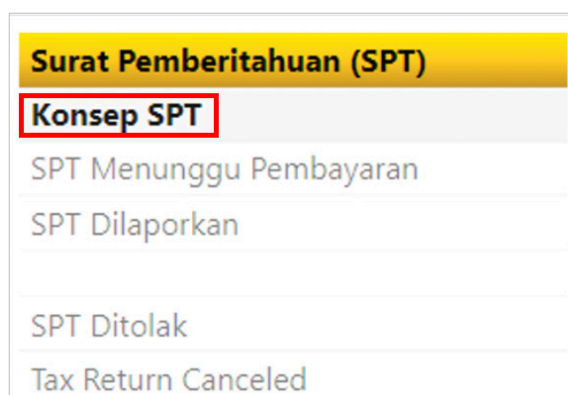 Surat Pemberitahuan (SPT)
Konsep SPT
SPT Menunggu Pembayaran
SPT Dilaporkan
SPT Ditolak
Tax Return Canceled